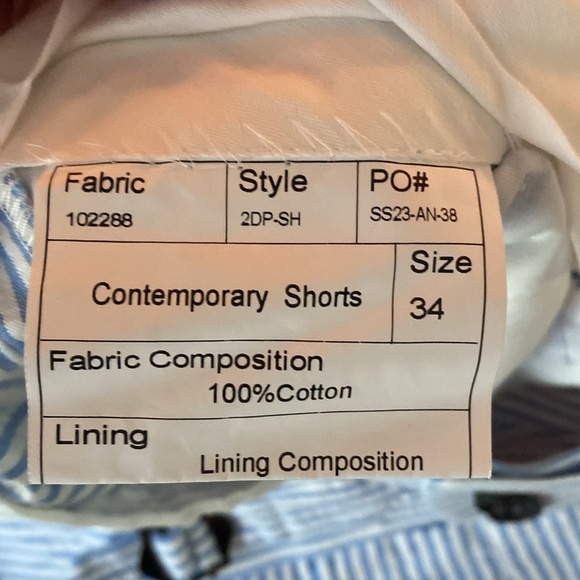 Fabric Style PO#
102288 2DP-SH SS23-AN-38
Size
Contemporary Shorts 34
Fabric Composition
100%Cotton
Lining
Lining Composition